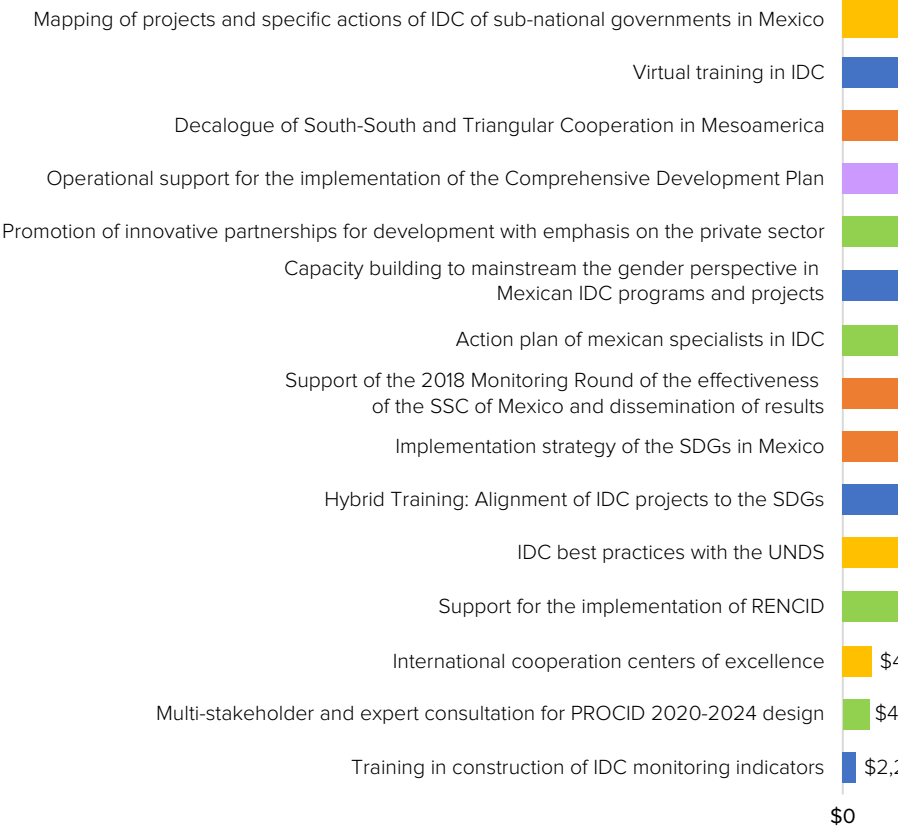 Mapping of projects and specific actions of IDC of sub-national governments in Mexico
Virtual training in IDC
Decalogue of South-South and Triangular Cooperation in Mesoamerica
Operational support for the implementation of the Comprehensive Development Plan
Promotion of innovative partnerships for development with emphasis on the private sector
Capacity building to mainstream the gender perspective in
Mexican IDC programs and projects
Action plan of mexican specialists in IDC
Support of the 2018 Monitoring Round of the effectiveness
of the SSC of Mexico and dissemination of results
Implementation strategy of the SDGs in Mexico
Hybrid Training: Alignment of IDC projects to the SDGs
IDC best practices with the UNDS
Support for the implementation of RENCID
International cooperation centers of excellence
$4
Multi-stakeholder and expert consultation for PROCID 2020-2024 design
$4
Training in construction of IDC monitoring indicators
$2,2
$0